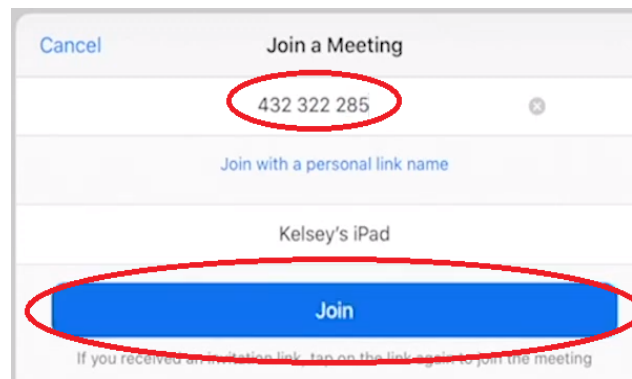 Cancel Join a Meeting
432 322 285
Join with a personal link name
Kelsey's iPad
Join
If you received an invitation link, tap on the link again to join the meeting